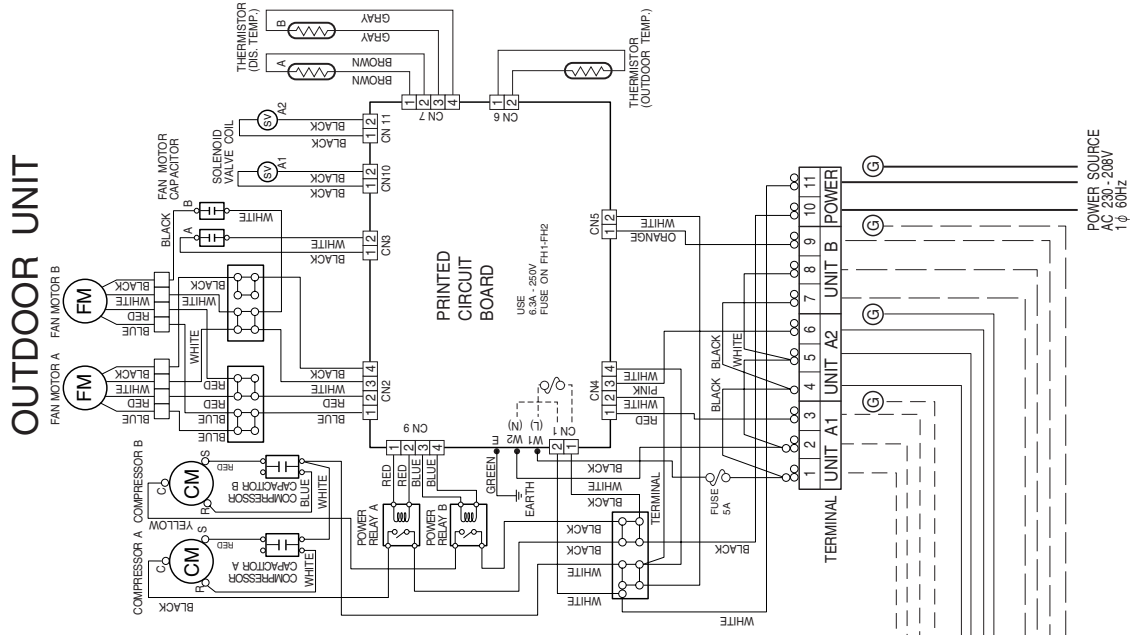 OUTDOOR UNIT
FAN MOTOR A
FAN MOTOR B
FM
FM
BLUE
RED
WHITE
BLACK
BLUE
RED
WHITE
BLACK
FAN MOTOR
CAPACITOR
A
B
BLACK
WHITE
WHITE
BLACK
WHITE
BLUE
BLUE
RED
RED
BLUE
RED
WHITE
BLACK
1 2 3 4
CN2
BLACK
WHITE
1 2
CN3
SOLENOID
VALVE COIL
SV
A1
SV
A2
BLACK
BLACK
1 2
CN10
BLACK
BLACK
1 2
CN 11
THERMISTOR
(DIS. TEMP.)
A
B
BROWN
BROWN
GRAY
GRAY
1
2
3
4
CN 7
THERMISTOR
(OUTDOOR TEMP.)
1
2
CN 6
PRINTED
CIRCUIT
BOARD
USE
6.3A - 250V
FUSE ON FH1-FH2
COMPRESSOR A
COMPRESSOR B
CM
C
R
S
RED
CM
C
R
S
RED
YELLOW
BLACK
COMPRESSOR
CAPACITOR A
WHITE
COMPRESSOR
CAPACITOR B
BLUE
WHITE
POWER
RELAY A
POWER
RELAY B
RED
RED
BLUE
BLUE
1
2
3
4
CN 9
GREEN
EARTH
E
W2 (N)
W1 (L)
2
1
CN 1
BLACK
WHITE
BLACK
BLACK
BLACK
WHITE
WHITE
TERMINAL
BLACK
WHITE
FUSE
5A
1 2 3 4
CN4
RED
WHITE
PINK
WHITE
1 2
CN5
ORANGE
WHITE
BLACK
BLACK
WHITE
1 2 3 4 5 6 7 8 9 10 11
UNIT A1
UNIT A2
UNIT B
POWER
TERMINAL
G
G
G
G
POWER SOURCE
AC 230 - 208V
1 ϕ 60Hz